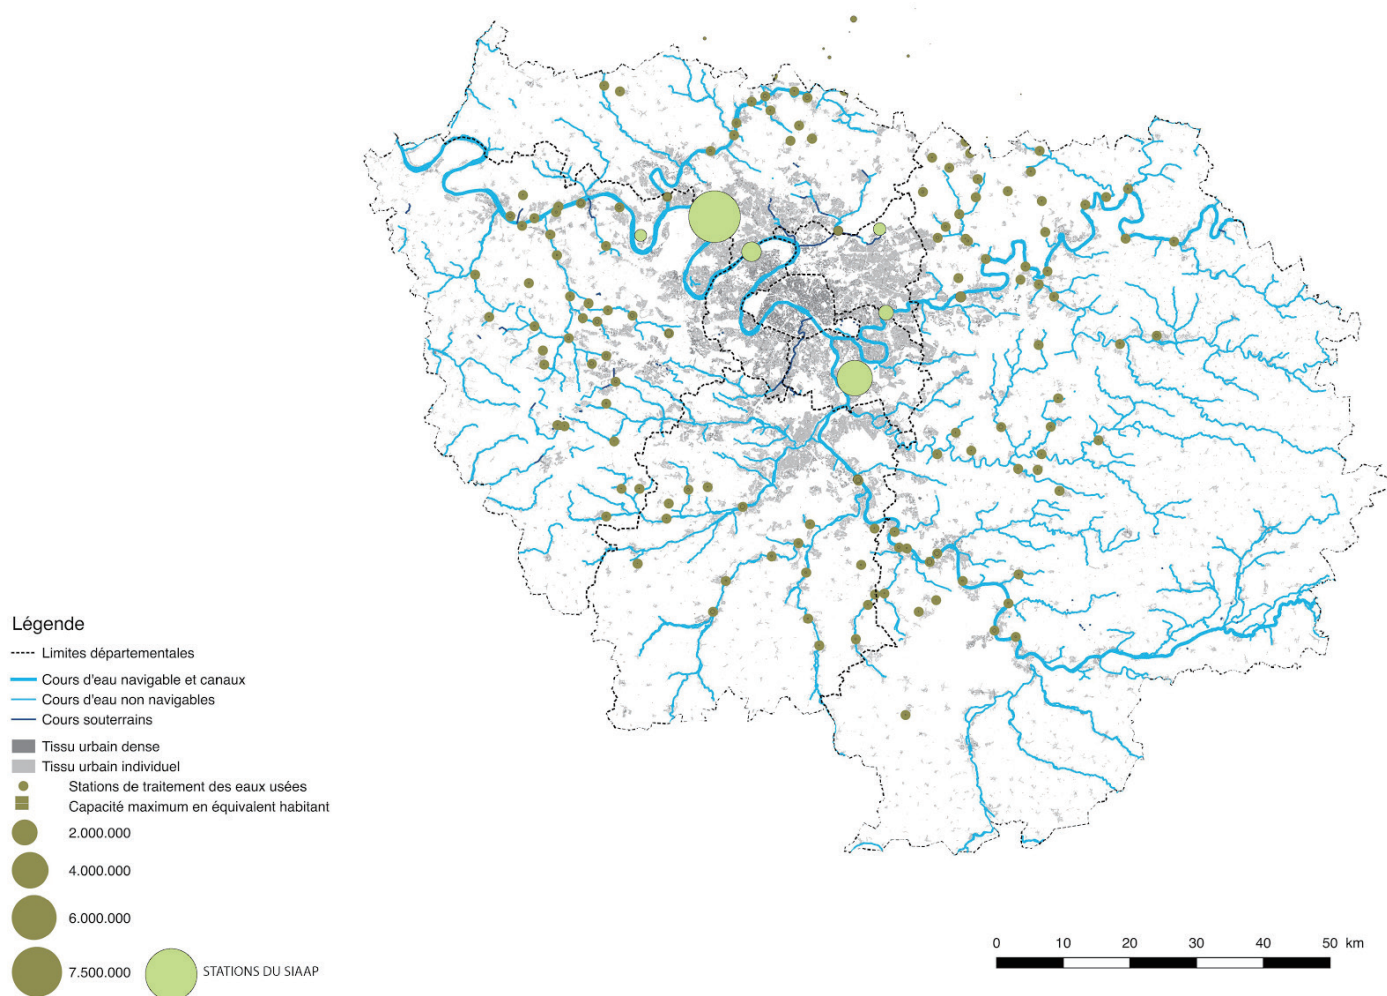 Légende
Limites départementales
Cours d'eau navigable et canaux
Cours d'eau non navigables
Cours souterrains
Tissu urbain dense
Tissu urbain individuel
Stations de traitement des eaux usées
Capacité maximum en équivalent habitant
2.000.000
4.000.000
6.000.000
7.500.000
STATIONS DU SIAAP
0 10 20 30 40 50 km